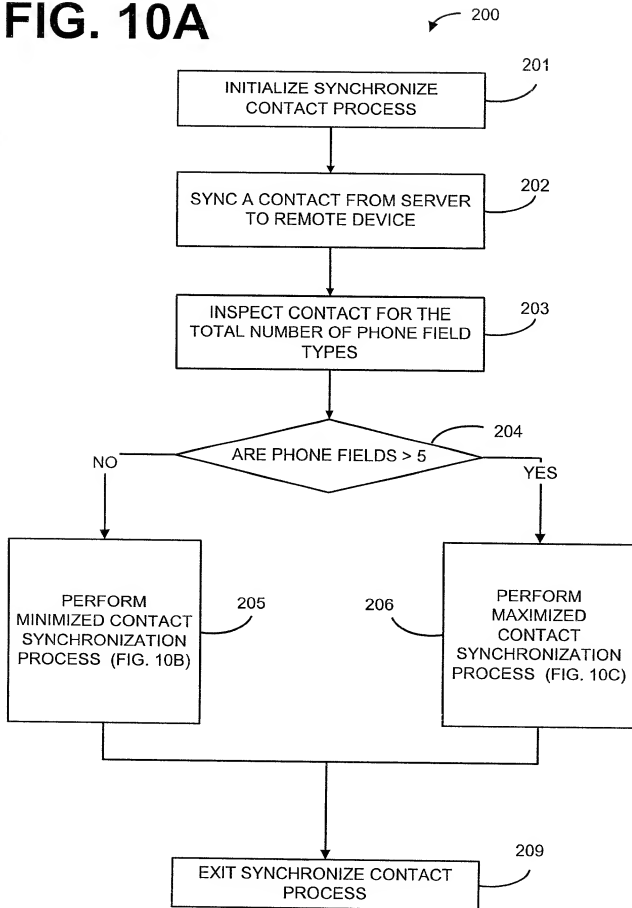 FIG. 10A
200
201
INITIALIZE SYNCHRONIZE
CONTACT PROCESS
202
SYNC A CONTACT FROM SERVER
TO REMOTE DEVICE
203
INSPECT CONTACT FOR THE
TOTAL NUMBER OF PHONE FIELD
TYPES
204
ARE PHONE FIELDS > 5
NO
YES
PERFORM
MINIMIZED CONTACT
SYNCHRONIZATION
PROCESS (FIG. 10B)
205
206
PERFORM
MAXIMIZED
CONTACT
SYNCHRONIZATION
PROCESS (FIG. 10C)
209
EXIT SYNCHRONIZE CONTACT
PROCESS